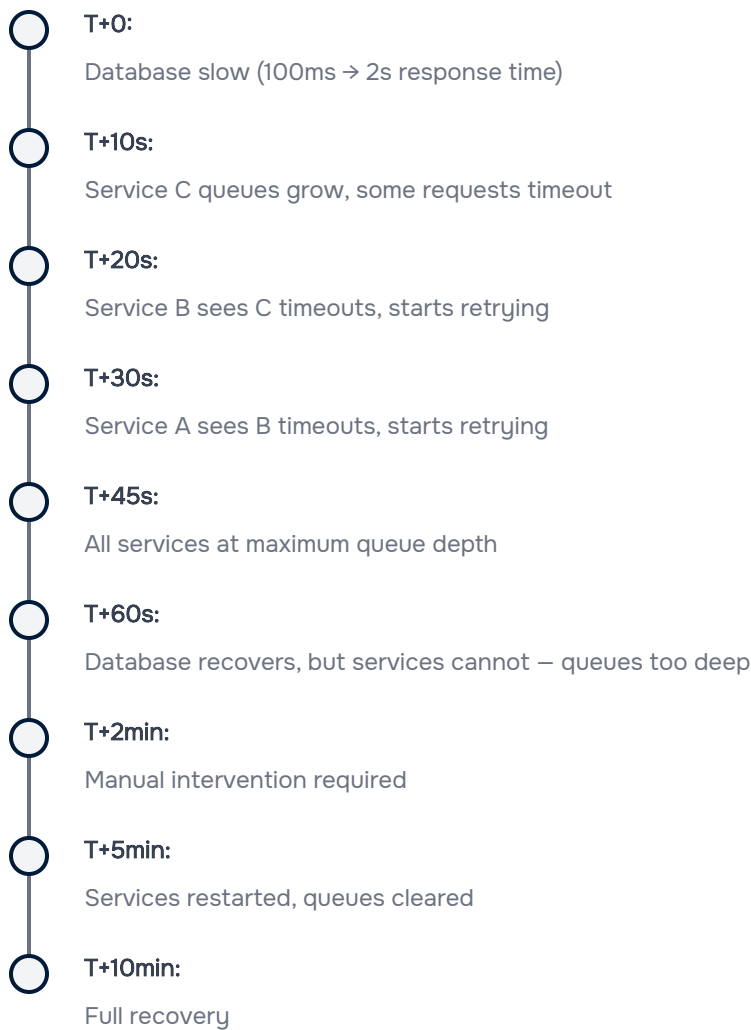 T+0:
Database slow (100ms → 2s response time)
T+10s:
Service C queues grow, some requests timeout
T+20s:
Service B sees C timeouts, starts retrying
T+30s:
Service A sees B timeouts, starts retrying
T+45s:
All services at maximum queue depth
T+60s:
Database recovers, but services cannot — queues too deep
T+2min:
Manual intervention required
T+5min:
Services restarted, queues cleared
T+10min:
Full recovery